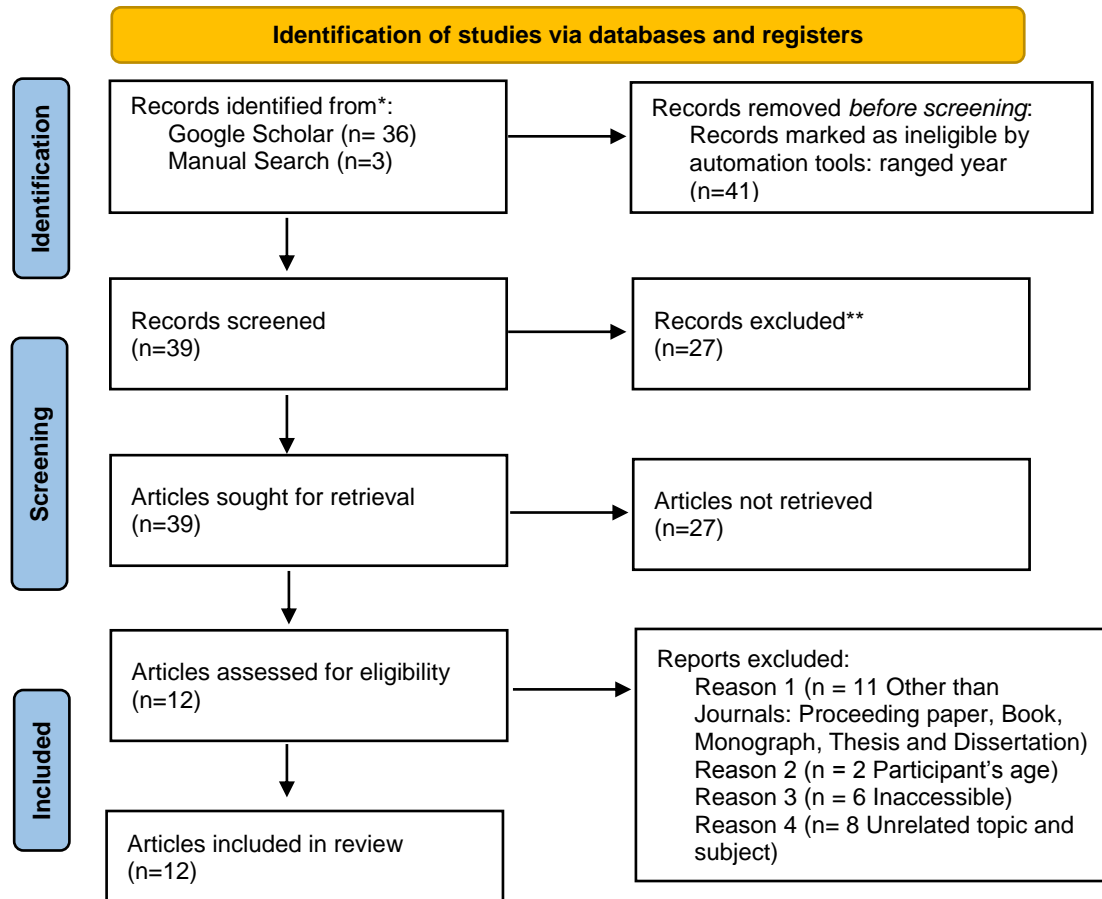 Identification of studies via databases and registers
Identification
Records identified from*:
Google Scholar (n= 36)
Manual Search (n=3)
Records removed before screening:
Records marked as ineligible by
automation tools: ranged year
(n=41)
Screening
Records screened
(n=39)
Records excluded**
(n=27)
Articles sought for retrieval
(n=39)
Articles not retrieved
(n=27)
Included
Articles assessed for eligibility
(n=12)
Reports excluded:
Reason 1 (n = 11 Other than
Journals: Proceeding paper, Book,
Monograph, Thesis and Dissertation)
Reason 2 (n = 2 Participant’s age)
Reason 3 (n = 6 Inaccessible)
Reason 4 (n= 8 Unrelated topic and
subject)
Articles included in review
(n=12)